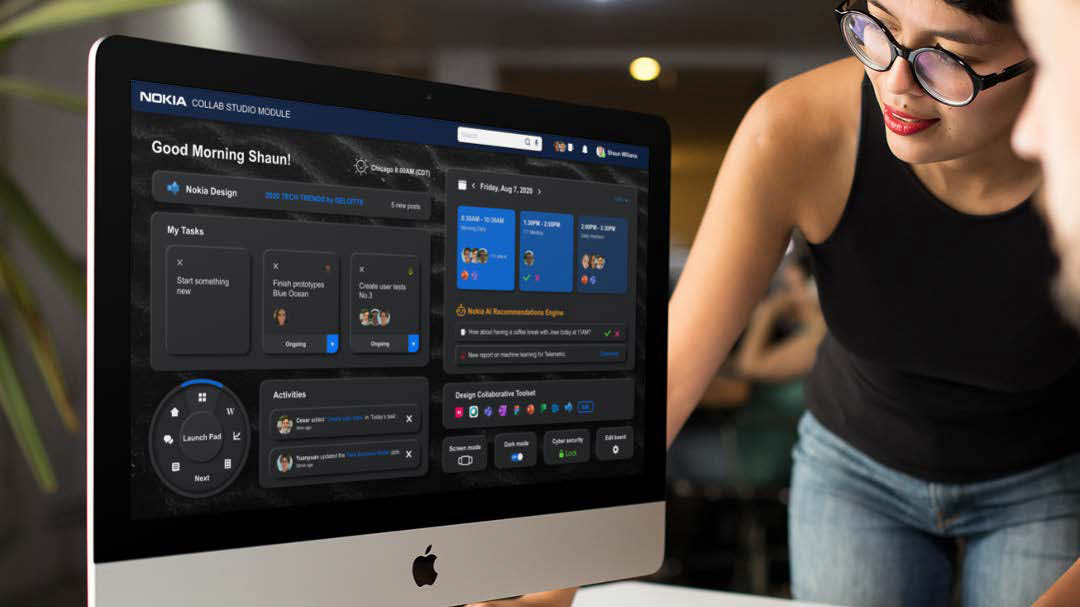 NOKIA COLLAB STUDIO MODULE
Search
Shaun Williams
Good Morning Shaun!
Chicago 8:00AM (CDT)
Nokia Design
2020 TECH TRENDS by DELOITTE
5 new posts
My Tasks
X
Start something
new
X
Finish prototypes
Blue Ocean
Ongoing
X
Create user tests
No.3
Ongoing
Friday, Aug 7, 2020
8:30AM - 10:30AM
Morning Daily
1:30PM - 2:00PM
1:1 Meeting
2:00PM - 3:30PM
Nokia AI Recommendations Engine
How about having a coffee break with Jose today at 11AM?
New report on machine learning for Telemetric.
Launch Pad
W
Next
Activities
Cesar added
in 'Today's task'.
X
Yuanyuan updated the
X
Design Collaborative Toolset
Edit
Screen mode
Dark mode
Cyber security
Lock
Edit board